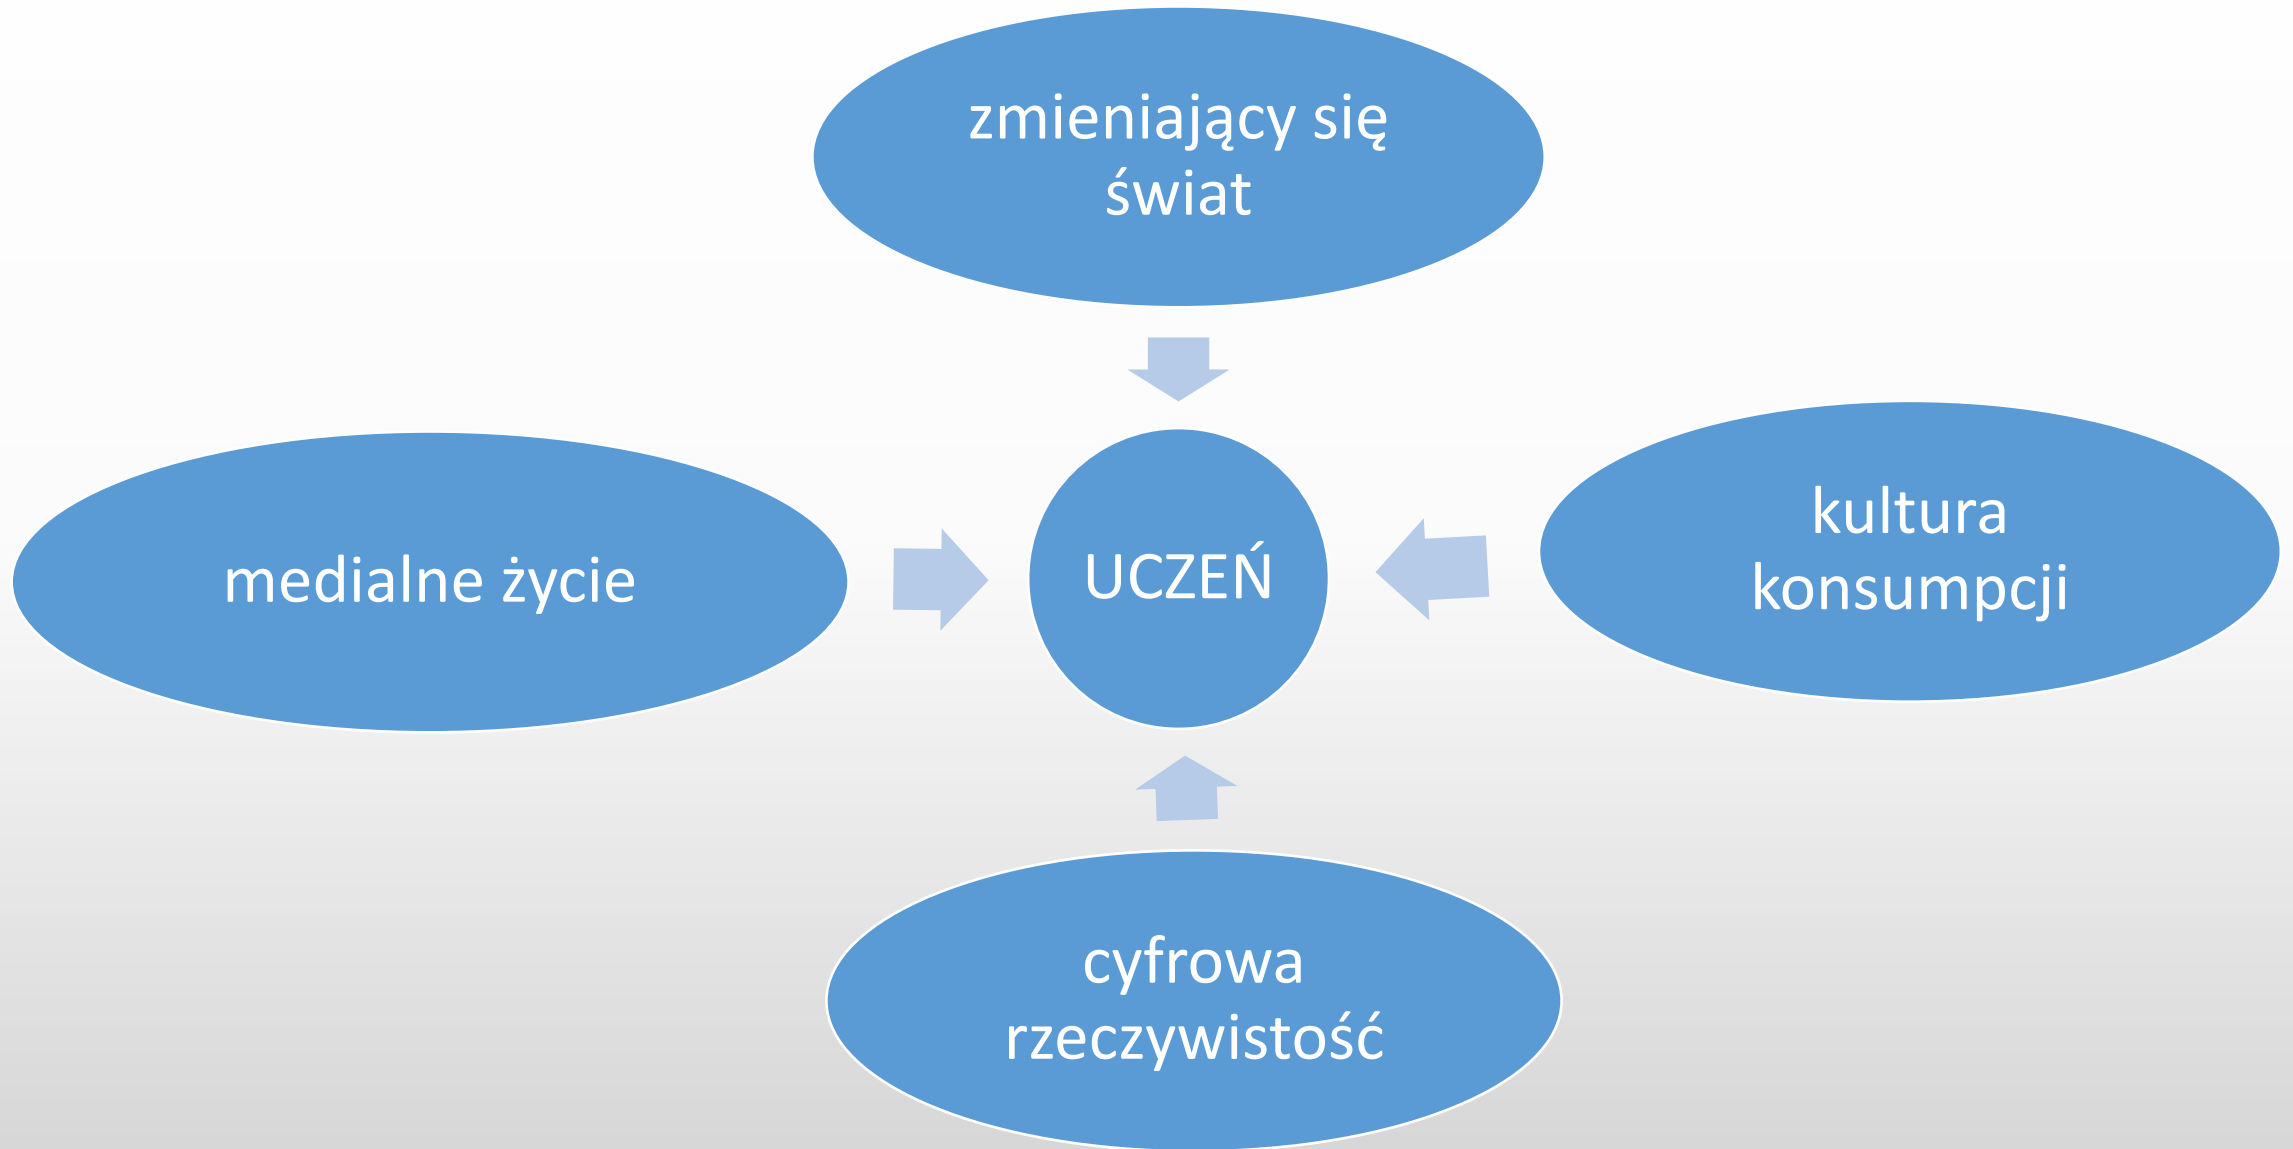 zmieniający się
świat
medialne życie
UCZEŃ
kultura
konsumpcji
cyfrowa
rzeczywistość